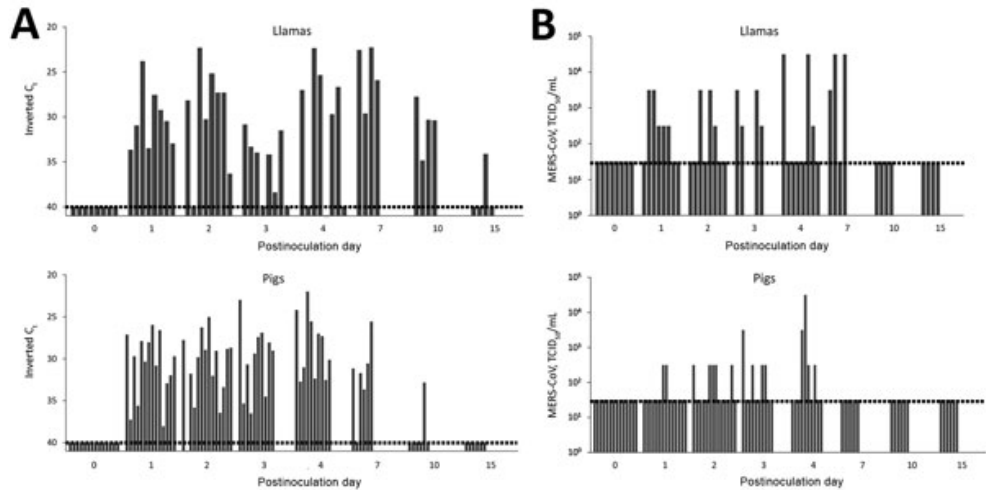 A
Llamas
Inverted Ct
20
25
30
35
40
0 1 2 3 4 7 10 15
Postinoculation day
B
Llamas
MERS-CoV, TCID50/mL
10⁵
10⁴
10³
10²
10¹
10⁰
0 1 2 3 4 7 10 15
Postinoculation day
Pigs
Inverted Ct
20
25
30
35
40
0 1 2 3 4 7 10 15
Postinoculation day
Pigs
MERS-CoV, TCID50/mL
10⁵
10⁴
10³
10²
10¹
10⁰
0 1 2 3 4 7 10 15
Postinoculation day